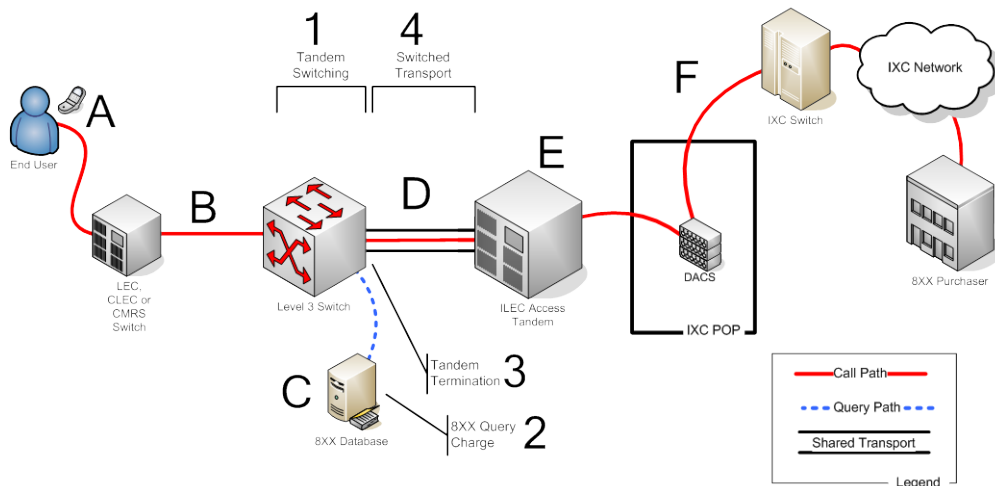 1
Tandem
Switching
4
Switched
Transport
A
End User
B
LEC,
CLEC or
CMRS
Switch
Level 3 Switch
D
E
ILEC Access
Tandem
F
IXC Switch
IXC Network
8XX Purchaser
DACS
IXC POP
C
8XX Database
Tandem
Termination
3
8XX Query
Charge
2
Call Path
Query Path
Shared Transport
Legend